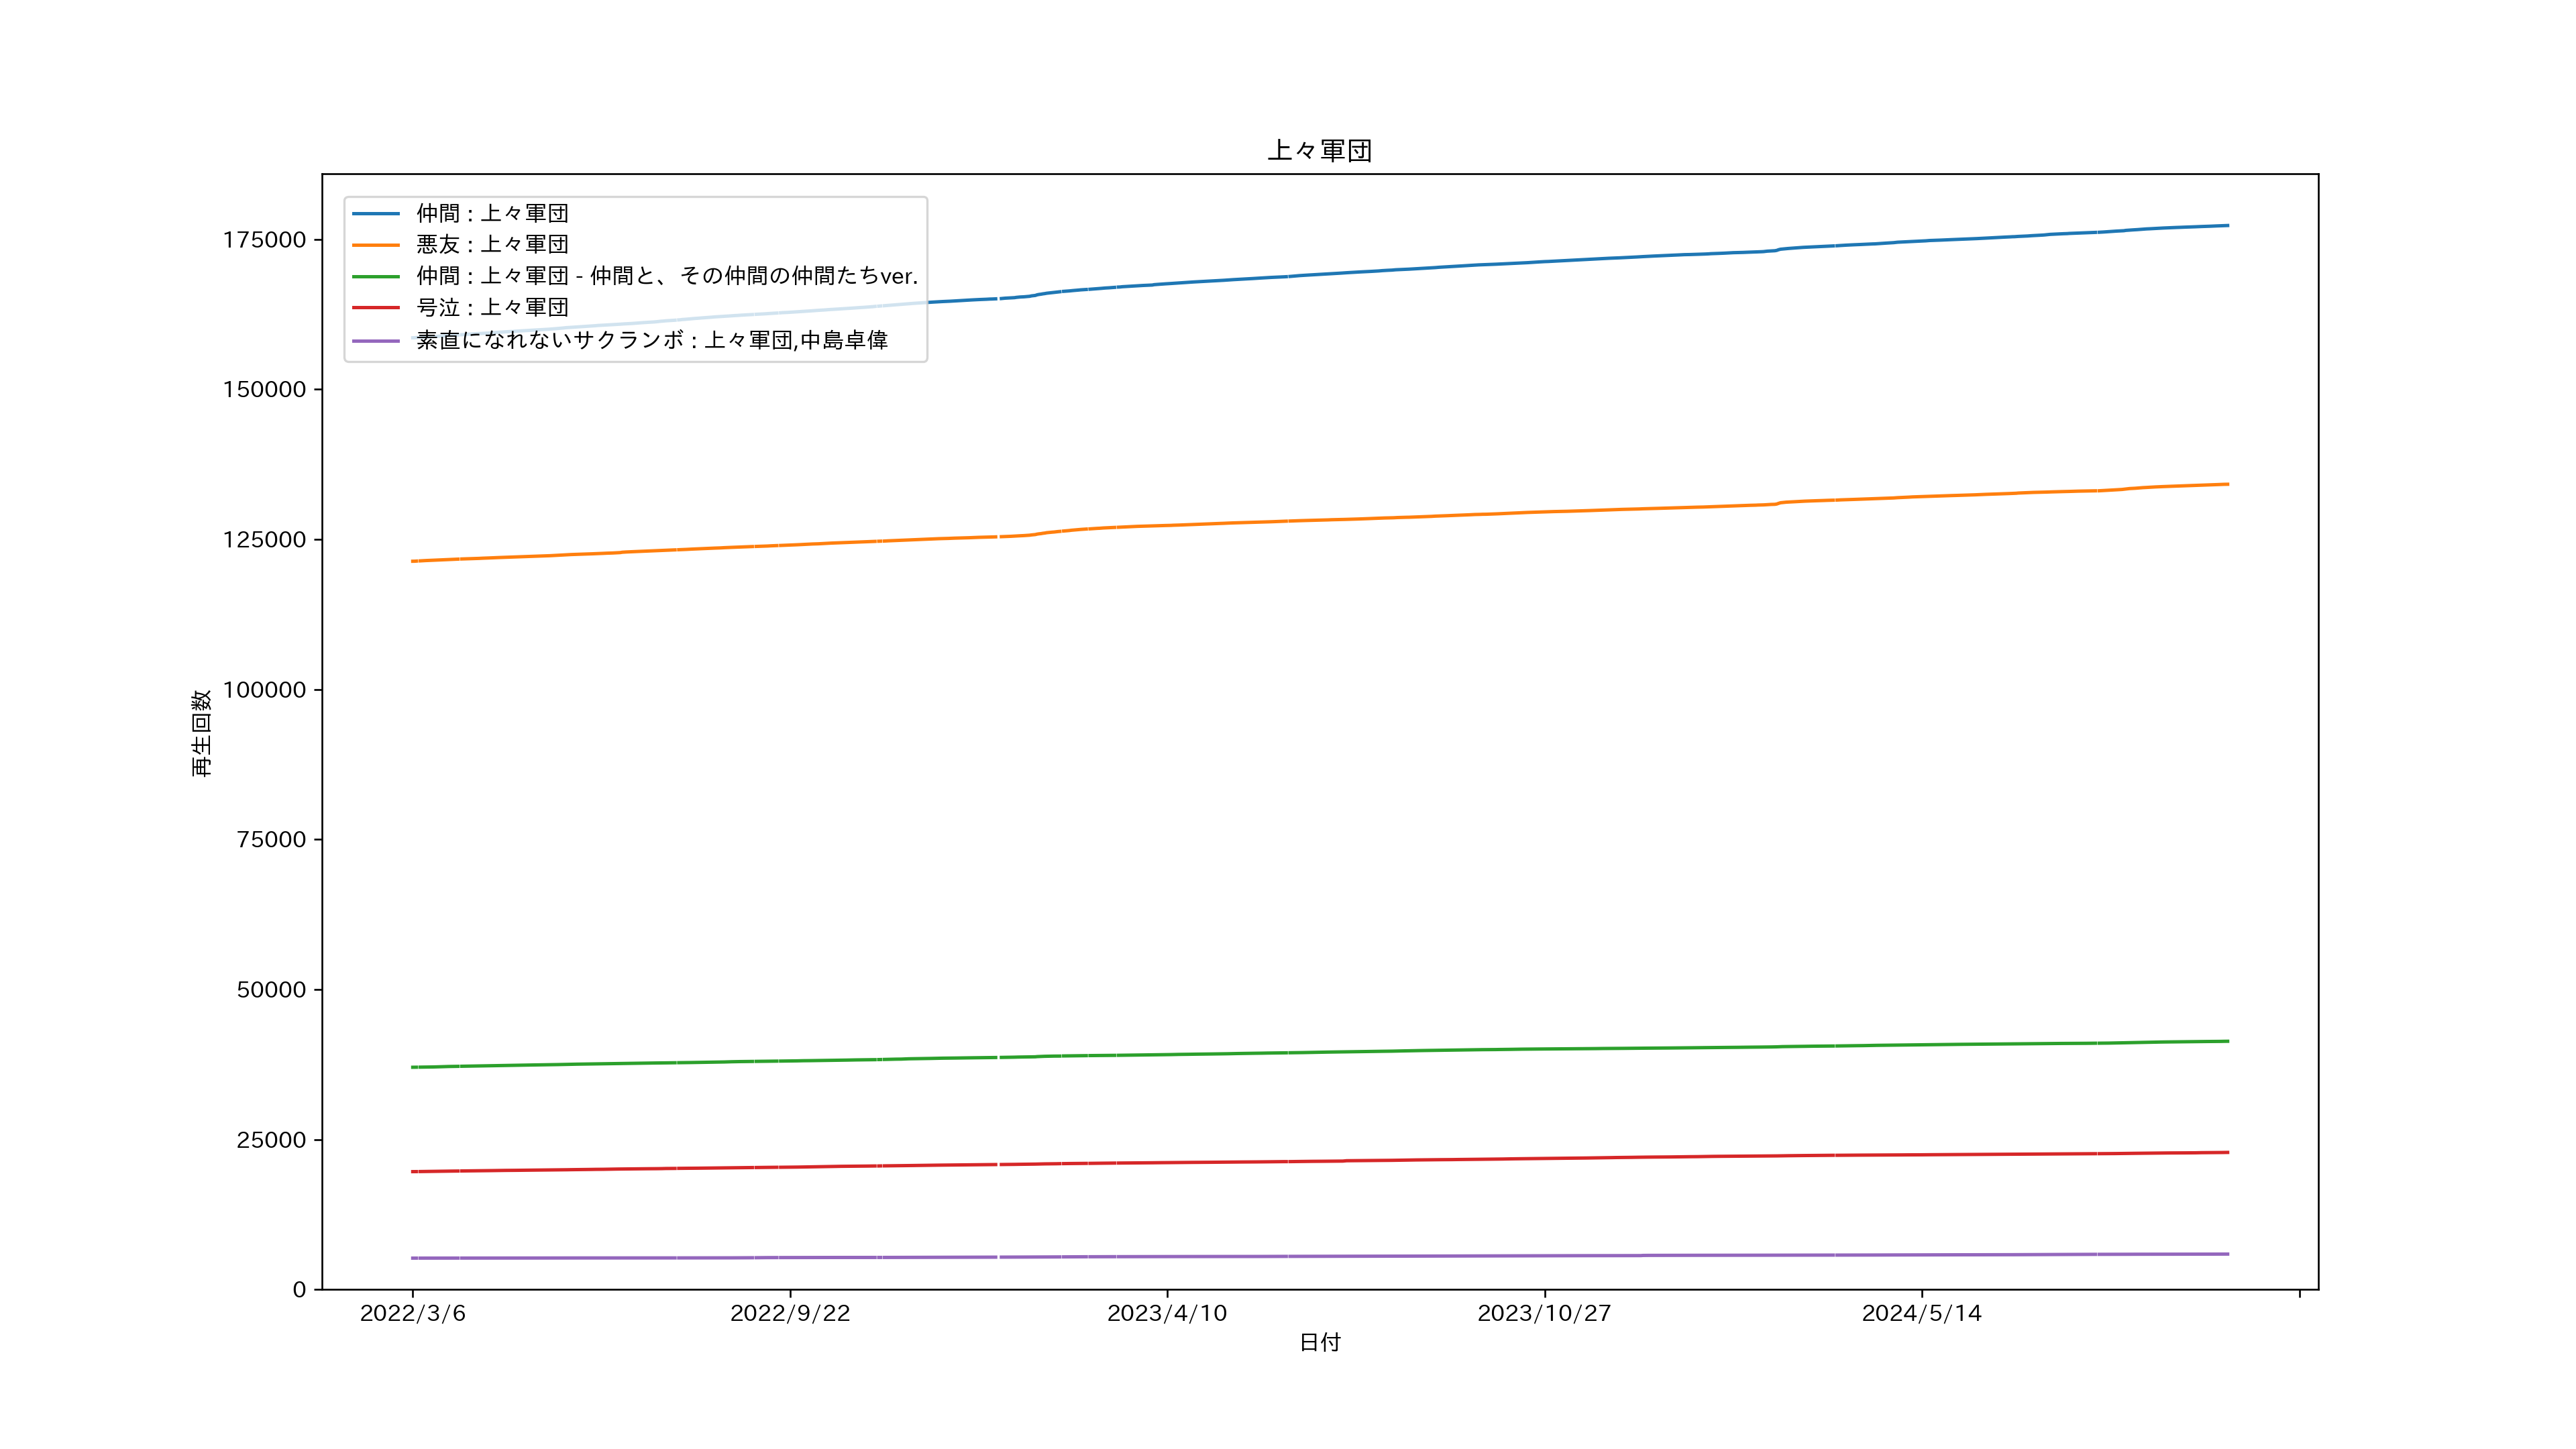 上々軍団
仲間 : 上々軍団
悪友 : 上々軍団
仲間 : 上々軍団 - 仲間と、その仲間の仲間たちver.
号泣 : 上々軍団
素直になれないサクランボ : 上々軍団,中島卓偉
175000
150000
125000
100000
75000
50000
25000
0
再生回数
2022/3/6
2022/9/22
2023/4/10
2023/10/27
2024/5/14
日付